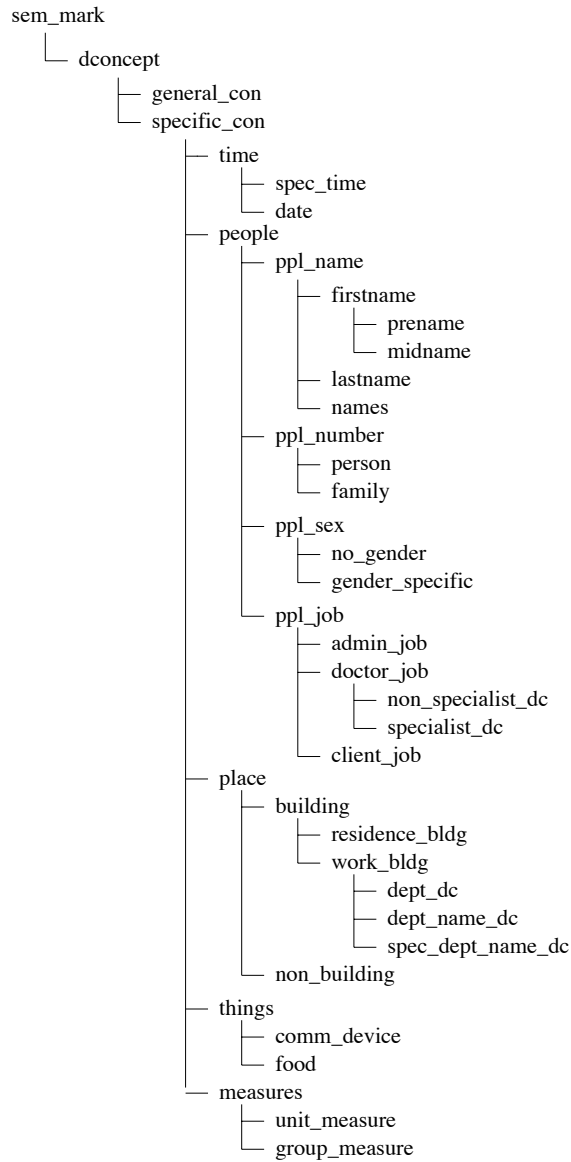 sem_mark
dconcept
general_con
specific_con
time
spec_time
date
people
ppl_name
firstname
prename
midname
lastname
names
ppl_number
person
family
ppl_sex
no_gender
gender_specific
ppl_job
admin_job
doctor_job
non_specialist_dc
specialist_dc
client_job
place
building
residence_bldg
work_bldg
dept_dc
dept_name_dc
spec_dept_name_dc
non_building
things
comm_device
food
measures
unit_measure
group_measure